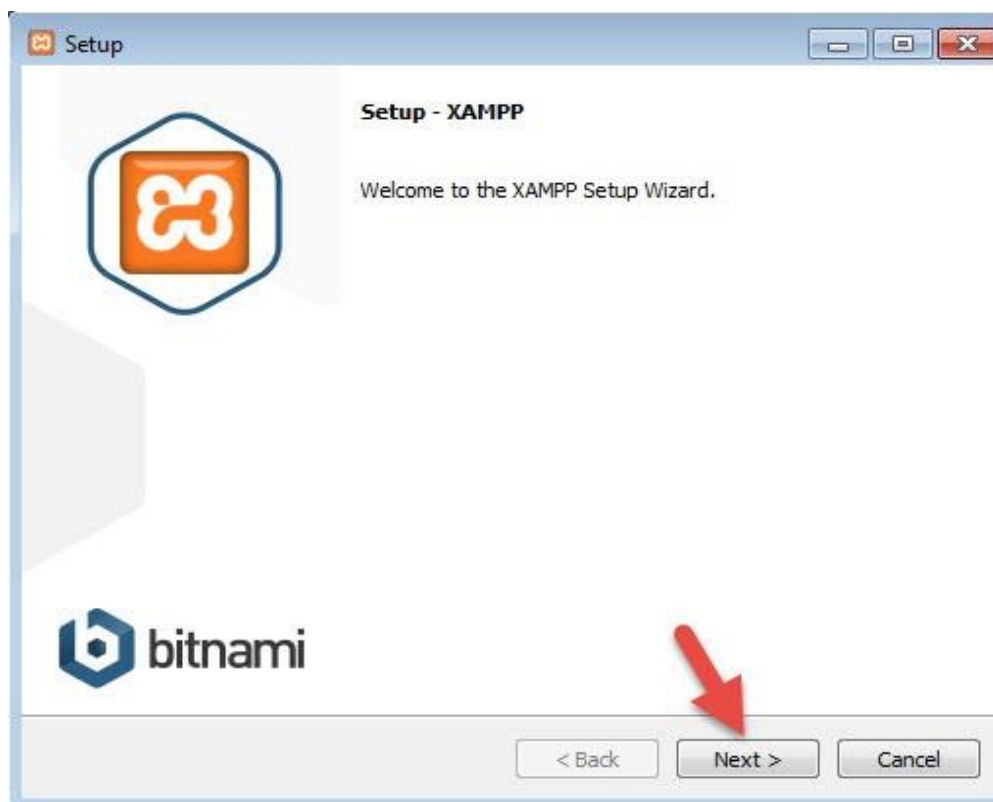 Setup
Setup - XAMPP
Welcome to the XAMPP Setup Wizard.
bitnami
< Back Next > Cancel